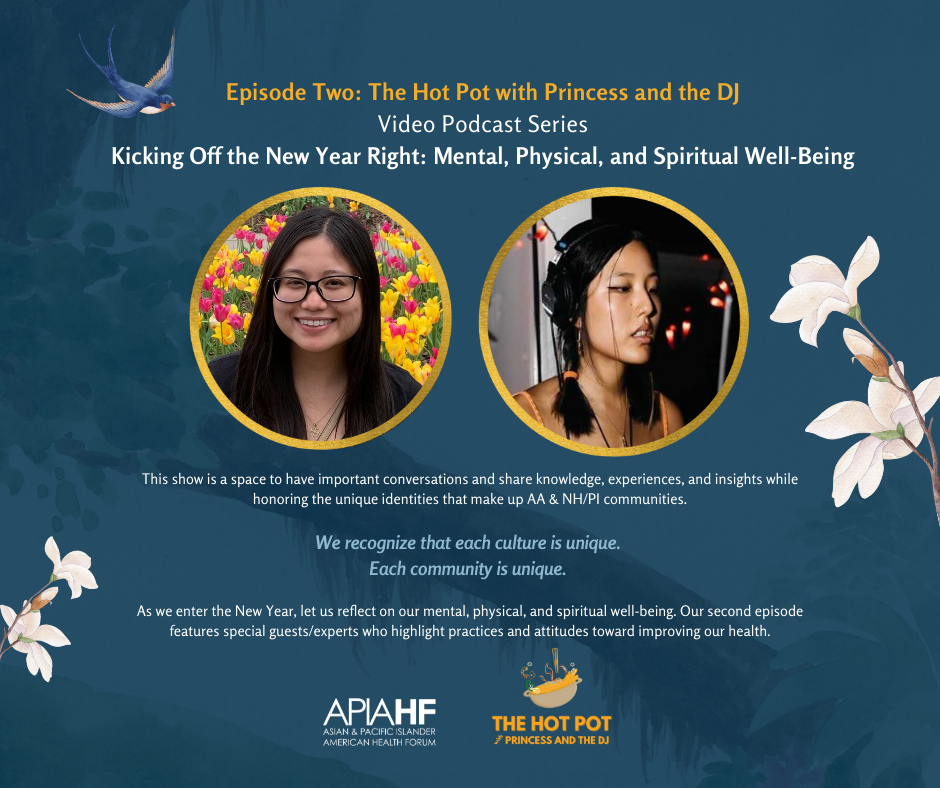 Episode Two: The Hot Pot with Princess and the DJ
Video Podcast Series
Kicking Off the New Year Right: Mental, Physical, and Spiritual Well-Being
This show is a space to have important conversations and share knowledge, experiences, and insights while
honoring the unique identities that make up AA & NH/PI communities.
We recognize that each culture is unique.
Each community is unique.
As we enter the New Year, let us reflect on our mental, physical, and spiritual well-being. Our second episode
features special guests/experts who highlight practices and attitudes toward improving our health.
APIAHF
ASIAN & PACIFIC ISLANDER
AMERICAN HEALTH FORUM
THE HOT POT
PRINCESS AND THE DJ